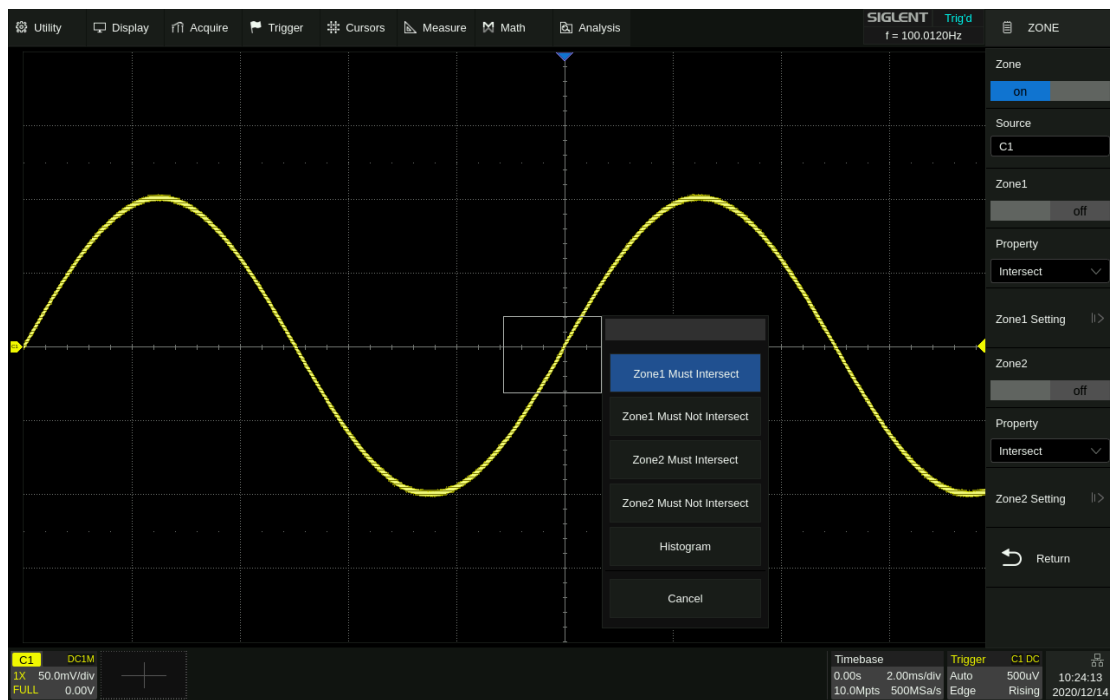 Utility Display Acquire Trigger Cursors Measure Math Analysis
SIGLENT Trig'd
f = 100.0120Hz
ZONE
Zone
on
Source
C1
Zone1
off
Property
Intersect
Zone1 Setting
Zone2
off
Property
Intersect
Zone2 Setting
Return
Zone1 Must Intersect
Zone1 Must Not Intersect
Zone2 Must Intersect
Zone2 Must Not Intersect
Histogram
Cancel
C1 DC1M
1X 50.0mV/div
FULL 0.00V
Timebase
0.00s 2.00ms/div
10.0Mpts 500MSa/s
Trigger C1 DC
Auto 500uV
Edge Rising
10:24:13
2020/12/14